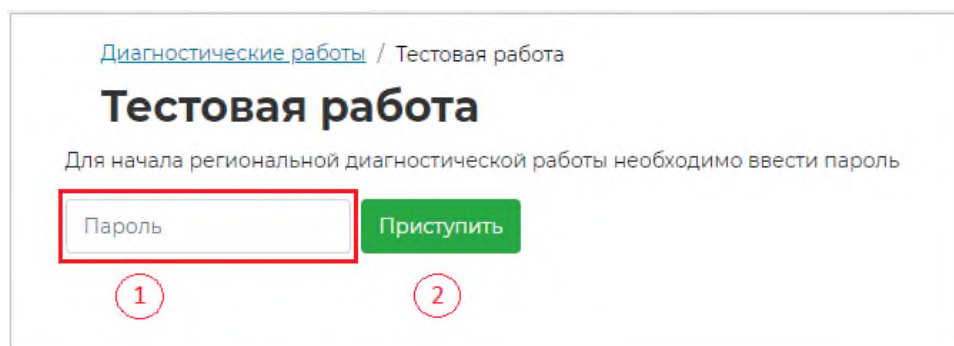 Диагностические работы / Тестовая работа
Тестовая работа
Для начала региональной диагностической работы необходимо ввести пароль
Пароль Приступить
1 2